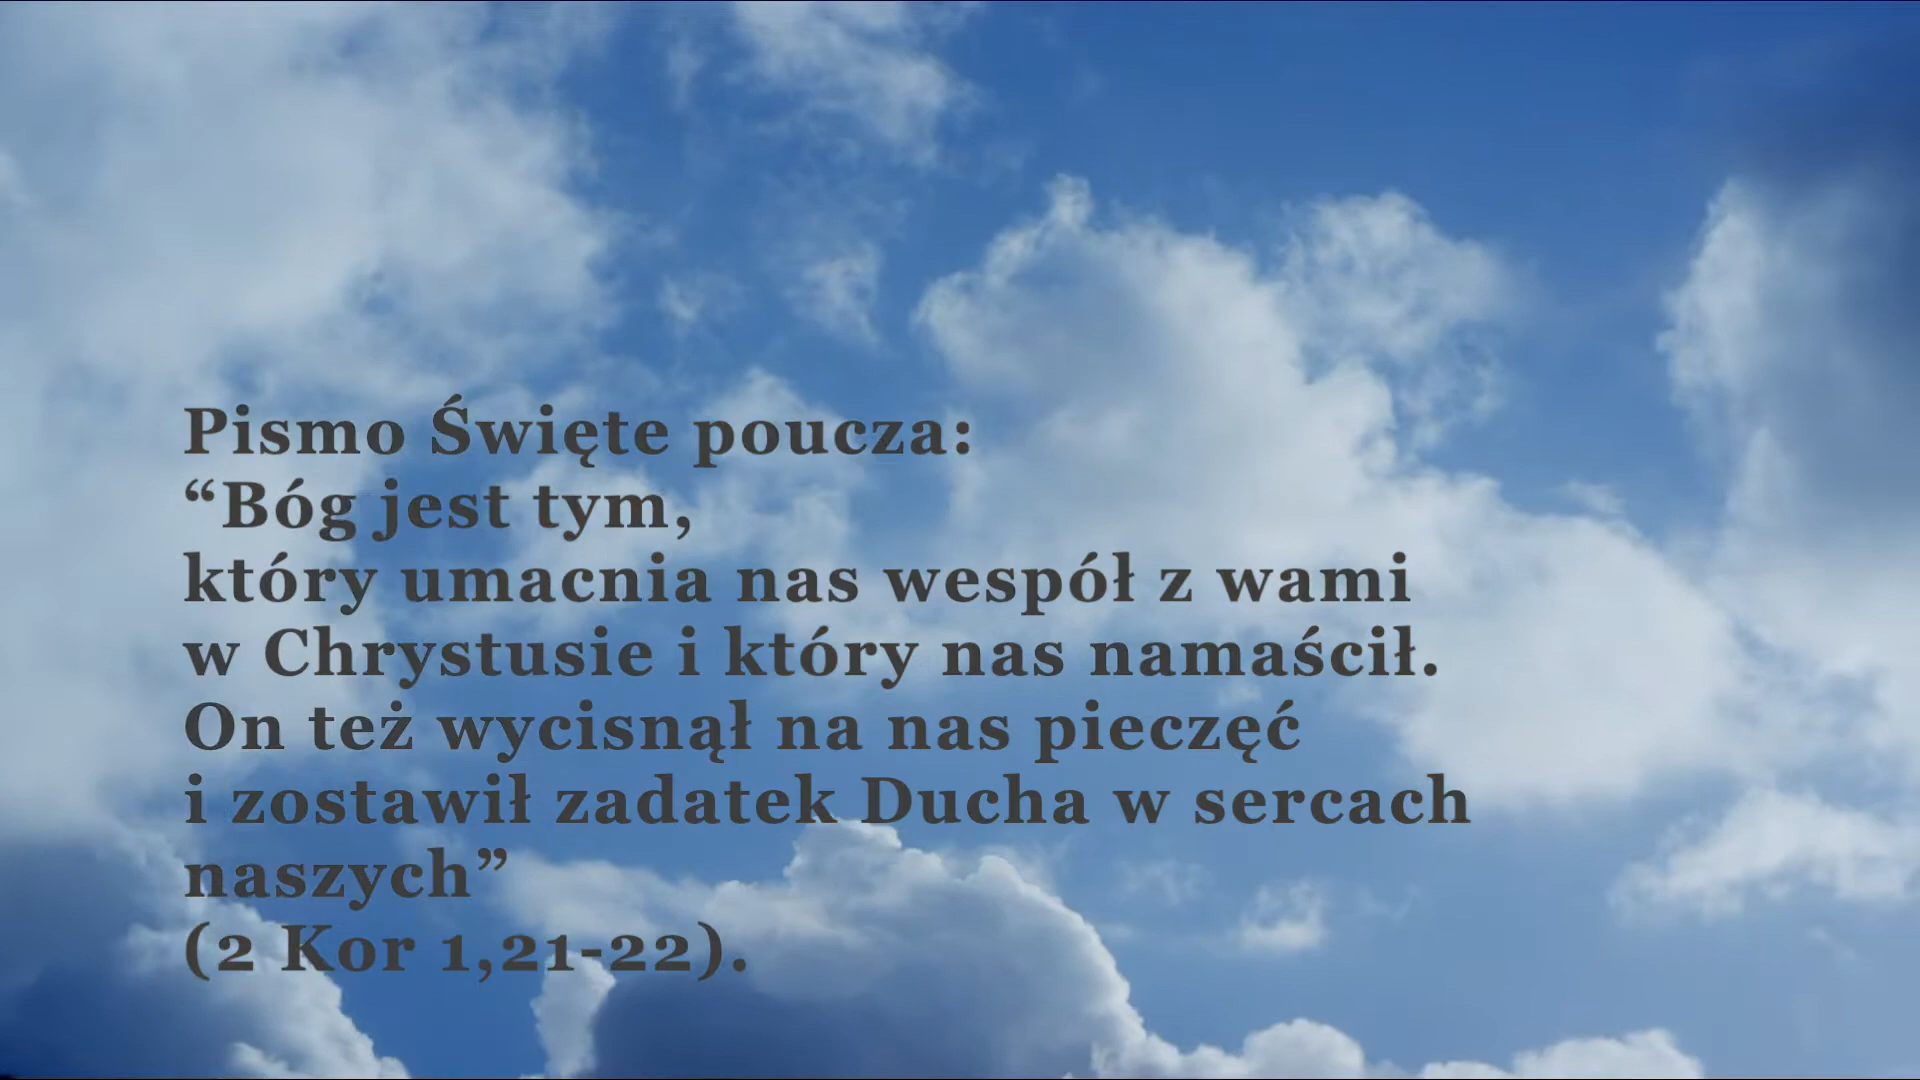 Pismo Święte poucza:
“Bóg jest tym,
który umacnia nas wespół z wami
w Chrystusie i który nas namaścił.
On też wycisnął na nas pieczęć
i zostawił zadatek Ducha w sercach
naszych”
(2 Kor 1,21-22).